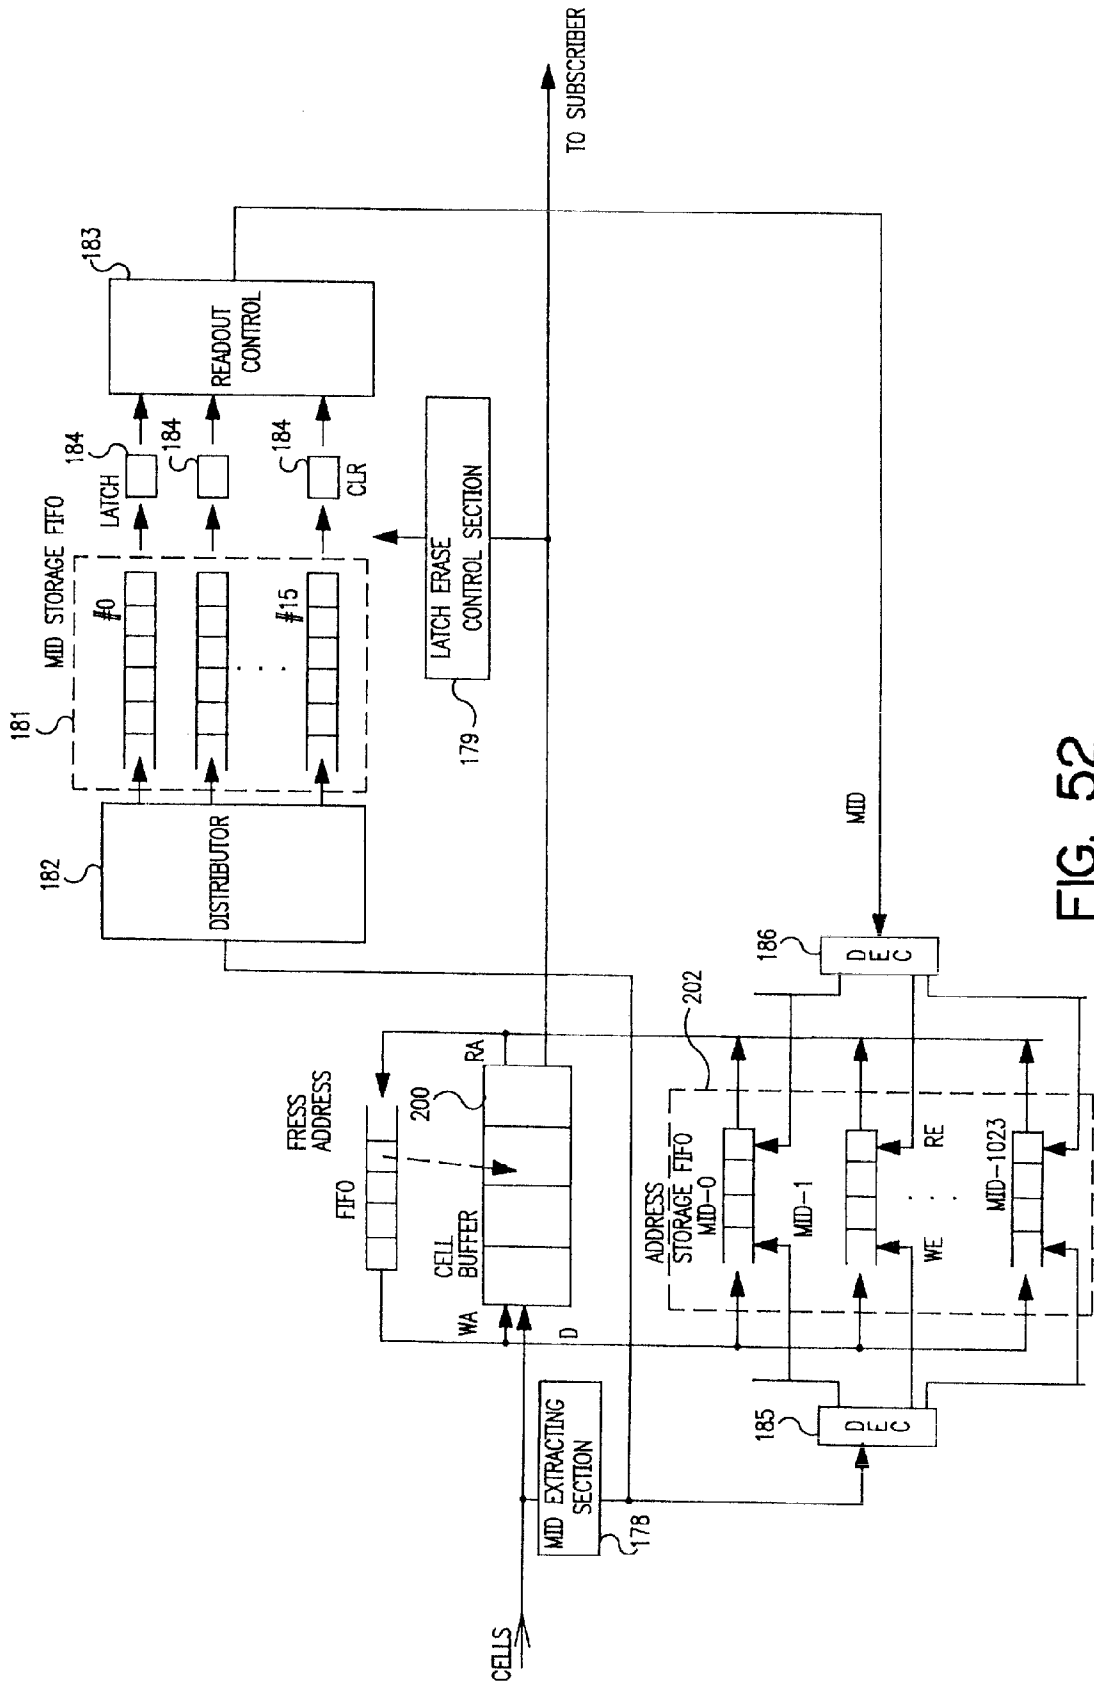 CELLS
MID EXTRACTING
SECTION
178
WA
D
FIFO
FRESS
ADDRESS
CELL
BUFFER
200
RA
182
DISTRIBUTOR
181
MID STORAGE FIFO
#0
#15
LATCH
184
184
184
CLR
183
READOUT
CONTROL
LATCH ERASE
CONTROL SECTION
179
TO SUBSCRIBER
MID
185
DEC
ADDRESS
STORAGE FIFO
MID-0
MID-1
WE
RE
MID-1023
202
186
DEC
FIG. 52